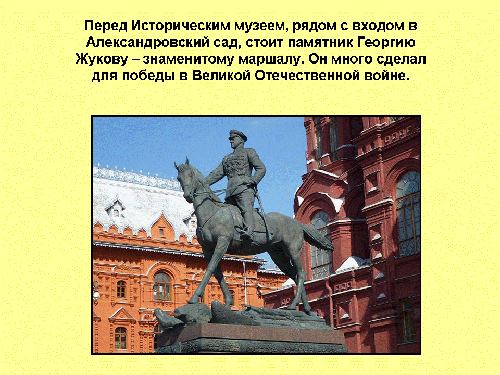 Перед Историческим музеем, рядом с входом в
Александровский сад, стоит памятник Георгию
Жукову – знаменитому маршалу. Он много сделал
для победы в Великой Отечественной войне.